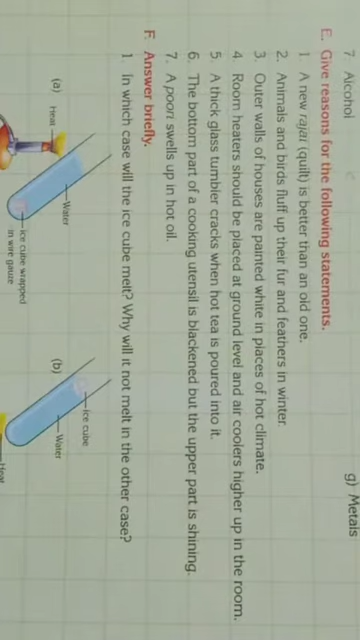 7. Alcohol
g) Metals
E. Give reasons for the following statements.
1. A new rajai (quilt) is better than an old one.
2. Animals and birds fluff up their fur and feathers in winter.
3. Outer walls of houses are painted white in places of hot climate.
4. Room heaters should be placed at ground level and air coolers higher up in the room.
5. A thick glass tumbler cracks when hot tea is poured into it.
6. The bottom part of a cooking utensil is blackened but the upper part is shining.
7. A poori swells up in hot oil.
F. Answer briefly.
1. In which case will the ice cube melt? Why will it not melt in the other case?
(a)
Heat
Water
ice cube wrapped
in wire gauze
(b)
ice cube
Water
Heat